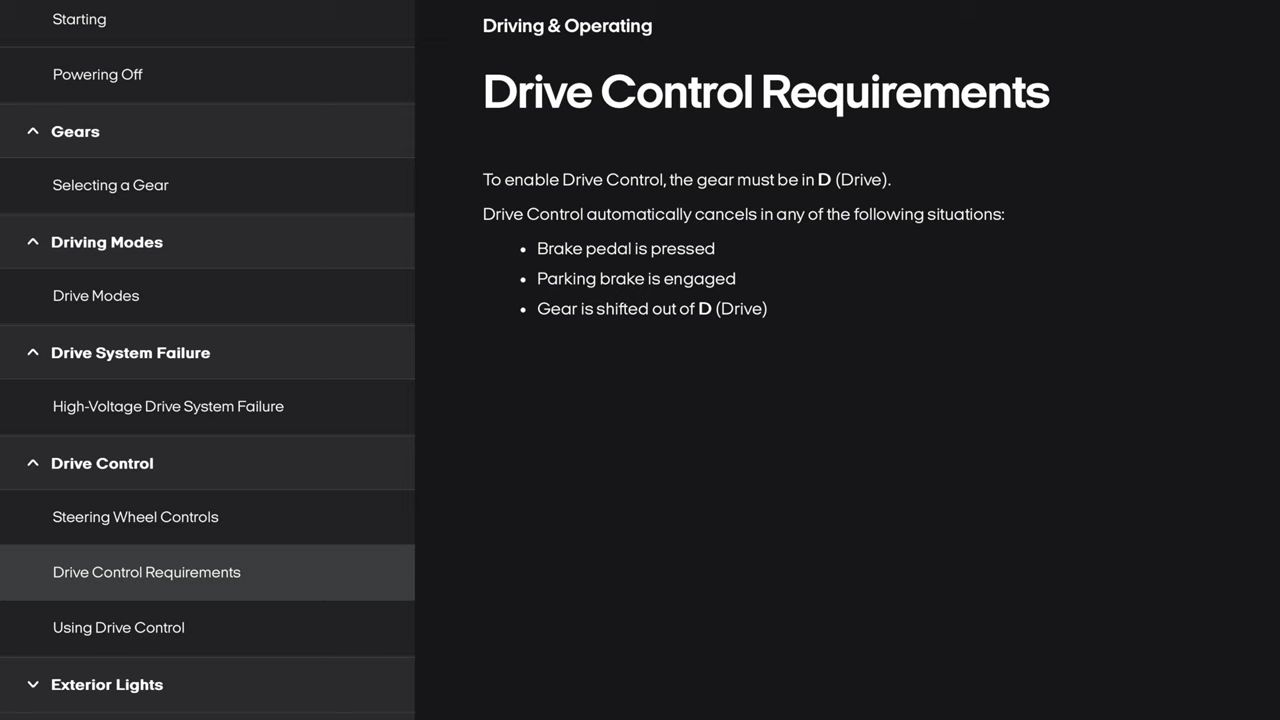 Starting
Powering Off
Gears
Selecting a Gear
Driving Modes
Drive Modes
Drive System Failure
High-Voltage Drive System Failure
Drive Control
Steering Wheel Controls
Drive Control Requirements
Using Drive Control
Exterior Lights
Driving & Operating
Drive Control Requirements
To enable Drive Control, the gear must be in D (Drive).
Drive Control automatically cancels in any of the following situations:
• Brake pedal is pressed
• Parking brake is engaged
• Gear is shifted out of D (Drive)